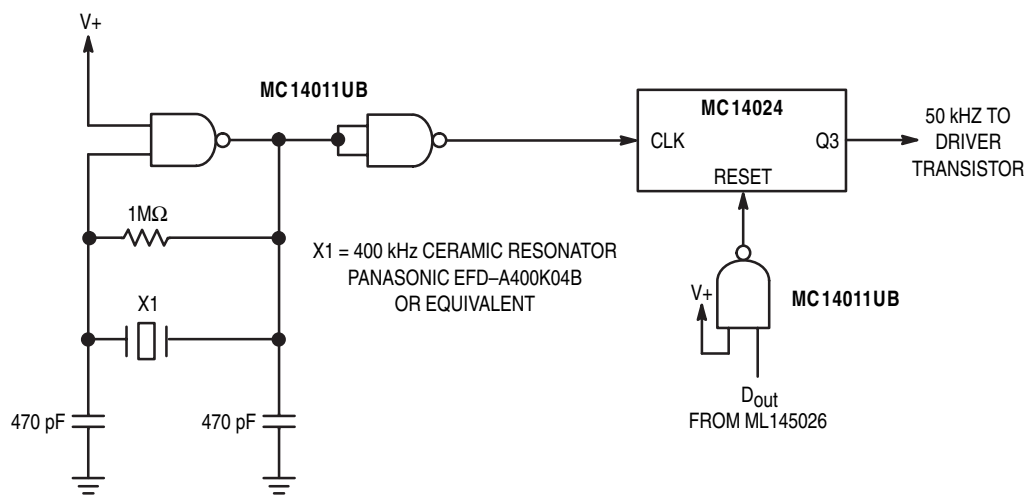 V+
MC14011UB
MC14024
CLK
Q3
RESET
50 kHZ TO
DRIVER
TRANSISTOR
1MΩ
X1 = 400 kHz CERAMIC RESONATOR
PANASONIC EFD–A400K04B
OR EQUIVALENT
V+
MC14011UB
X1
Dout
FROM ML145026
470 pF
470 pF